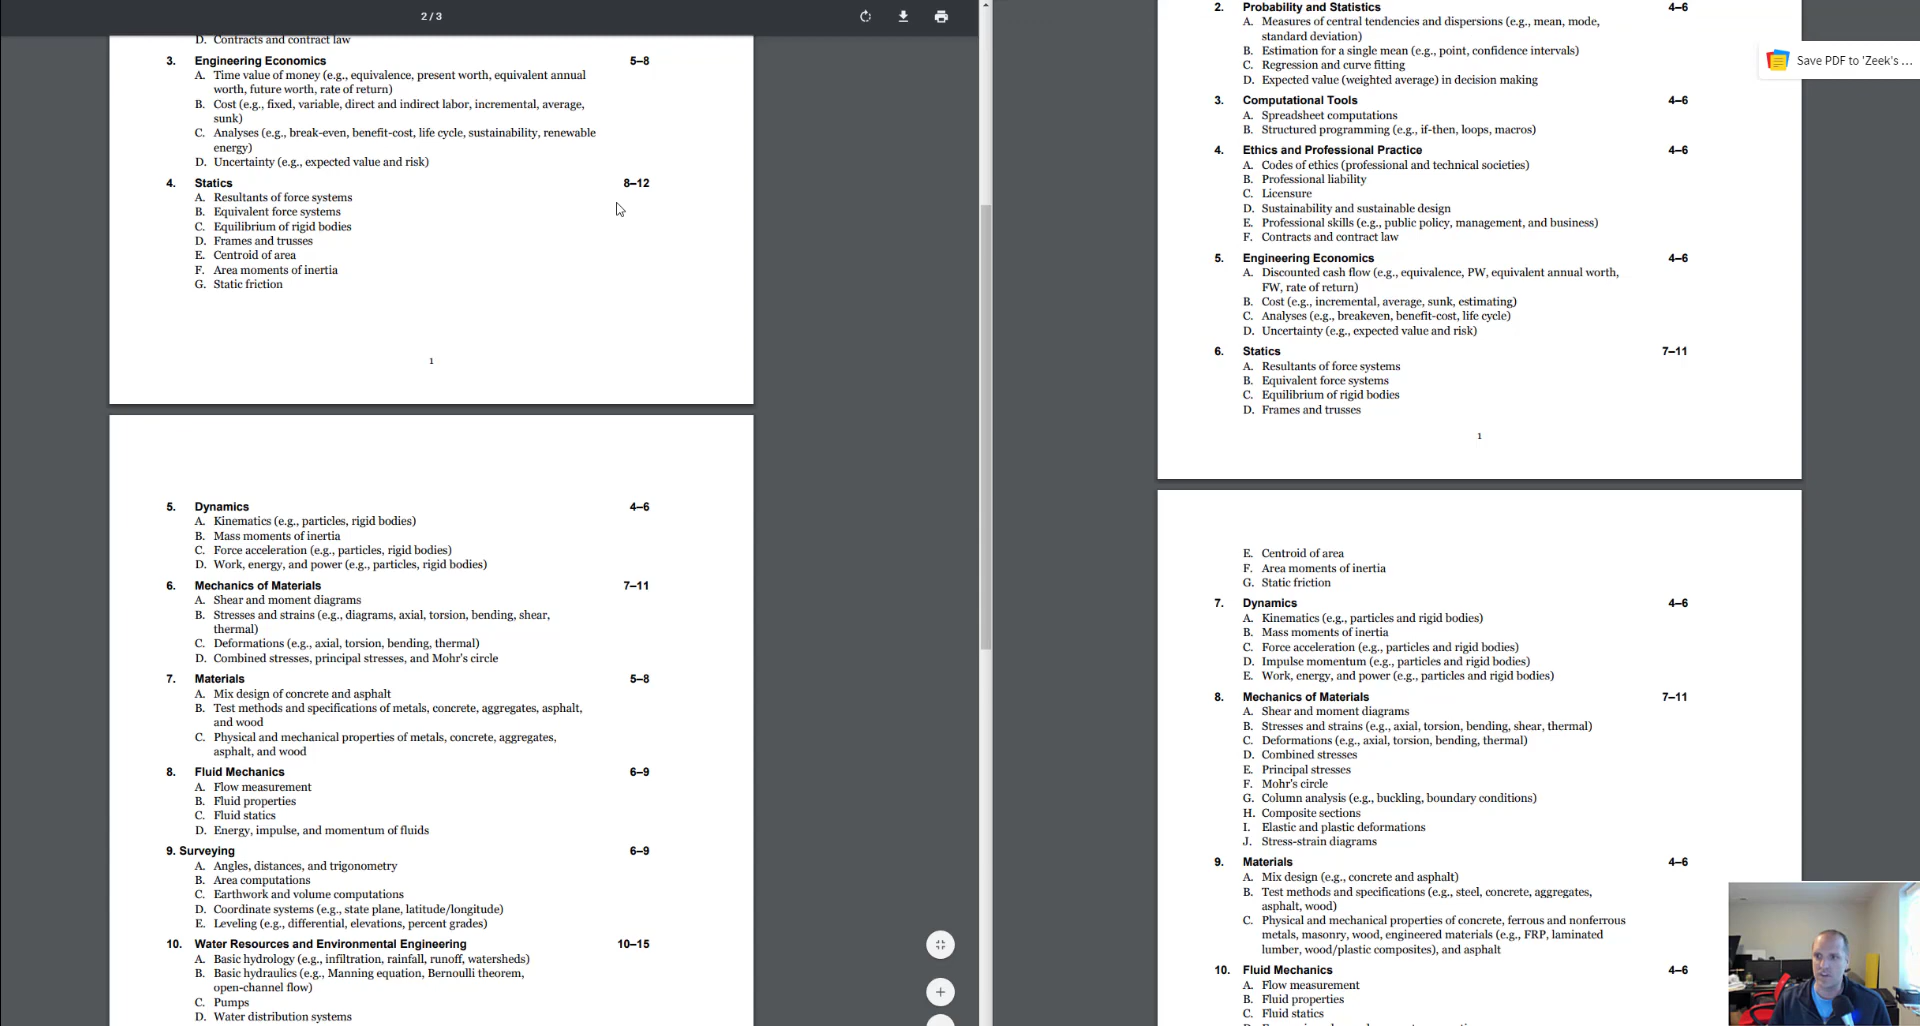 2 / 3
D. Contracts and contract law
3. Engineering Economics 5–8
A. Time value of money (e.g., equivalence, present worth, equivalent annual
worth, future worth, rate of return)
B. Cost (e.g., fixed, variable, direct and indirect labor, incremental, average,
sunk)
C. Analyses (e.g., break-even, benefit-cost, life cycle, sustainability, renewable
energy)
D. Uncertainty (e.g., expected value and risk)
4. Statics 8–12
A. Resultants of force systems
B. Equivalent force systems
C. Equilibrium of rigid bodies
D. Frames and trusses
E. Centroid of area
F. Area moments of inertia
G. Static friction
1
5. Dynamics 4–6
A. Kinematics (e.g., particles, rigid bodies)
B. Mass moments of inertia
C. Force acceleration (e.g., particles, rigid bodies)
D. Work, energy, and power (e.g., particles, rigid bodies)
6. Mechanics of Materials 7–11
A. Shear and moment diagrams
B. Stresses and strains (e.g., diagrams, axial, torsion, bending, shear,
thermal)
C. Deformations (e.g., axial, torsion, bending, thermal)
D. Combined stresses, principal stresses, and Mohr's circle
7. Materials 5–8
A. Mix design of concrete and asphalt
B. Test methods and specifications of metals, concrete, aggregates, asphalt,
and wood
C. Physical and mechanical properties of metals, concrete, aggregates,
asphalt, and wood
8. Fluid Mechanics 6–9
A. Flow measurement
B. Fluid properties
C. Fluid statics
D. Energy, impulse, and momentum of fluids
9. Surveying 6–9
A. Angles, distances, and trigonometry
B. Area computations
C. Earthwork and volume computations
D. Coordinate systems (e.g., state plane, latitude/longitude)
E. Leveling (e.g., differential, elevations, percent grades)
10. Water Resources and Environmental Engineering 10–15
A. Basic hydrology (e.g., infiltration, rainfall, runoff, watersheds)
B. Basic hydraulics (e.g., Manning equation, Bernoulli theorem,
open-channel flow)
C. Pumps
D. Water distribution systems
2. Probability and Statistics 4–6
A. Measures of central tendencies and dispersions (e.g., mean, mode,
standard deviation)
B. Estimation for a single mean (e.g., point, confidence intervals)
C. Regression and curve fitting
D. Expected value (weighted average) in decision making
3. Computational Tools 4–6
A. Spreadsheet computations
B. Structured programming (e.g., if-then, loops, macros)
4. Ethics and Professional Practice 4–6
A. Codes of ethics (professional and technical societies)
B. Professional liability
C. Licensure
D. Sustainability and sustainable design
E. Professional skills (e.g., public policy, management, and business)
F. Contracts and contract law
5. Engineering Economics 4–6
A. Discounted cash flow (e.g., equivalence, PW, equivalent annual worth,
FW, rate of return)
B. Cost (e.g., incremental, average, sunk, estimating)
C. Analyses (e.g., breakeven, benefit-cost, life cycle)
D. Uncertainty (e.g., expected value and risk)
6. Statics 7–11
A. Resultants of force systems
B. Equivalent force systems
C. Equilibrium of rigid bodies
D. Frames and trusses
1
E. Centroid of area
F. Area moments of inertia
G. Static friction
7. Dynamics 4–6
A. Kinematics (e.g., particles and rigid bodies)
B. Mass moments of inertia
C. Force acceleration (e.g., particles and rigid bodies)
D. Impulse momentum (e.g., particles and rigid bodies)
E. Work, energy, and power (e.g., particles and rigid bodies)
8. Mechanics of Materials 7–11
A. Shear and moment diagrams
B. Stresses and strains (e.g., axial, torsion, bending, shear, thermal)
C. Deformations (e.g., axial, torsion, bending, thermal)
D. Combined stresses
E. Principal stresses
F. Mohr's circle
G. Column analysis (e.g., buckling, boundary conditions)
H. Composite sections
I. Elastic and plastic deformations
J. Stress-strain diagrams
9. Materials 4–6
A. Mix design (e.g., concrete and asphalt)
B. Test methods and specifications (e.g., steel, concrete, aggregates,
asphalt, wood)
C. Physical and mechanical properties of concrete, ferrous and nonferrous
metals, masonry, wood, engineered materials (e.g., FRP, laminated
lumber, wood/plastic composites), and asphalt
10. Fluid Mechanics 4–6
A. Flow measurement
B. Fluid properties
C. Fluid statics
Save PDF to 'Zeek's ...